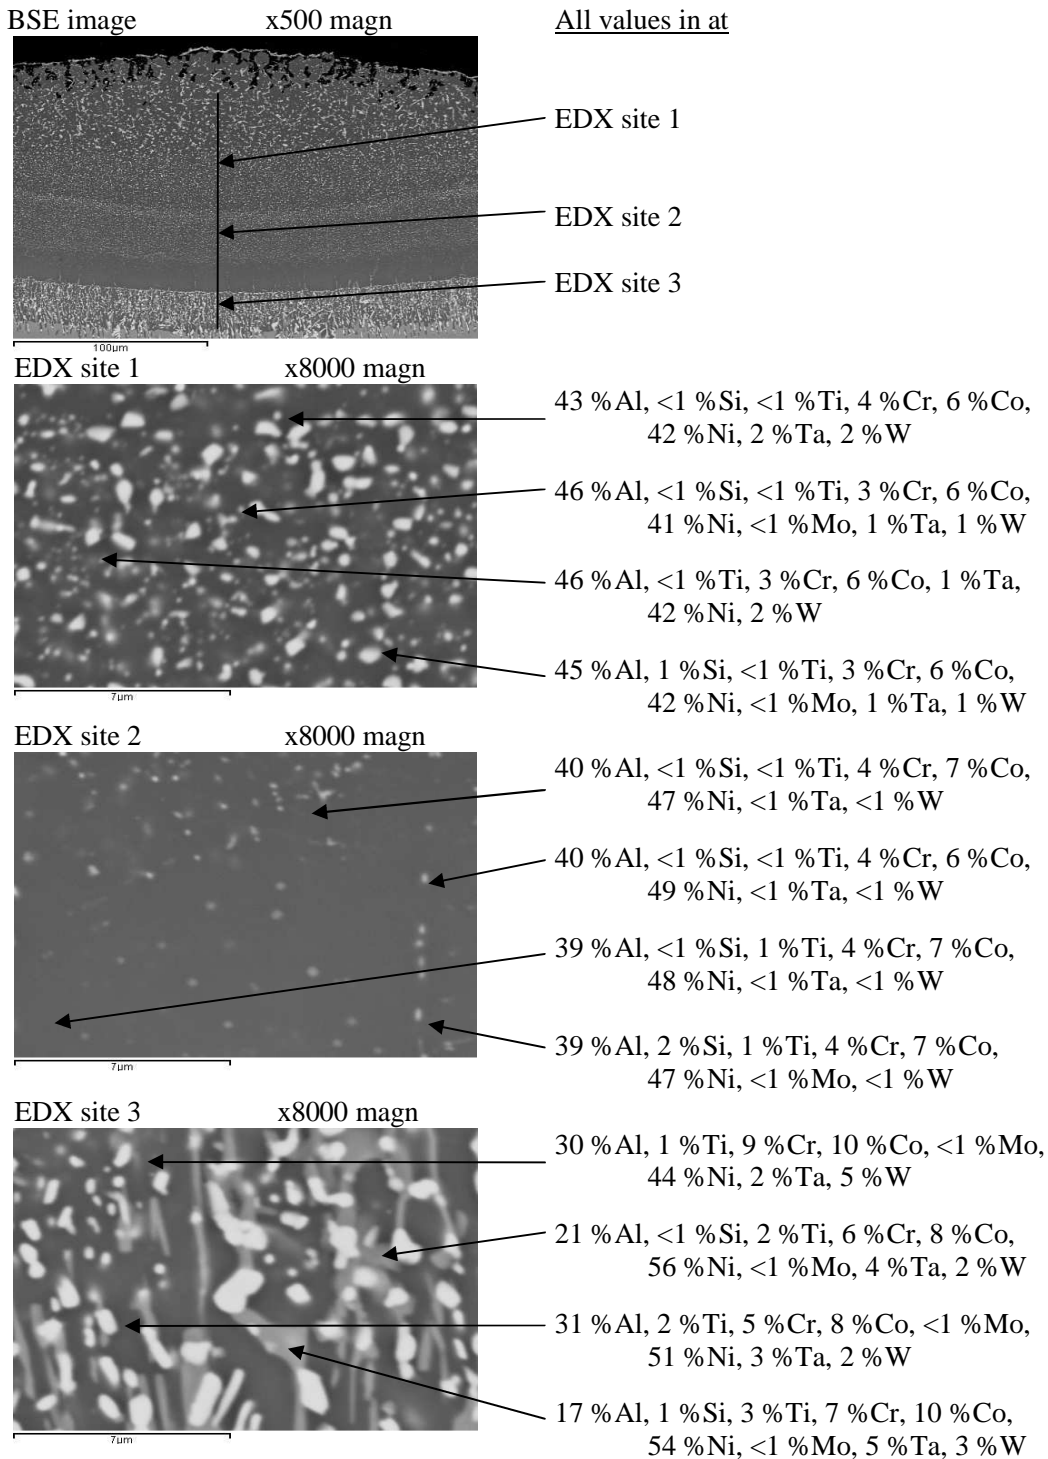 BSE image x500 magn All values in at
EDX site 1
EDX site 2
EDX site 3
100µm
EDX site 1 x8000 magn
43 %Al, <1 %Si, <1 %Ti, 4 %Cr, 6 %Co,
42 %Ni, 2 %Ta, 2 %W
46 %Al, <1 %Si, <1 %Ti, 3 %Cr, 6 %Co,
41 %Ni, <1 %Mo, 1 %Ta, 1 %W
46 %Al, <1 %Ti, 3 %Cr, 6 %Co, 1 %Ta,
42 %Ni, 2 %W
45 %Al, 1 %Si, <1 %Ti, 3 %Cr, 6 %Co,
42 %Ni, <1 %Mo, 1 %Ta, 1 %W
7µm
EDX site 2 x8000 magn
40 %Al, <1 %Si, <1 %Ti, 4 %Cr, 7 %Co,
47 %Ni, <1 %Ta, <1 %W
40 %Al, <1 %Si, <1 %Ti, 4 %Cr, 6 %Co,
49 %Ni, <1 %Ta, <1 %W
39 %Al, <1 %Si, 1 %Ti, 4 %Cr, 7 %Co,
48 %Ni, <1 %Ta, <1 %W
39 %Al, 2 %Si, 1 %Ti, 4 %Cr, 7 %Co,
47 %Ni, <1 %Mo, <1 %W
7µm
EDX site 3 x8000 magn
30 %Al, 1 %Ti, 9 %Cr, 10 %Co, <1 %Mo,
44 %Ni, 2 %Ta, 5 %W
21 %Al, <1 %Si, 2 %Ti, 6 %Cr, 8 %Co,
56 %Ni, <1 %Mo, 4 %Ta, 2 %W
31 %Al, 2 %Ti, 5 %Cr, 8 %Co, <1 %Mo,
51 %Ni, 3 %Ta, 2 %W
17 %Al, 1 %Si, 3 %Ti, 7 %Cr, 10 %Co,
54 %Ni, <1 %Mo, 5 %Ta, 3 %W
7µm